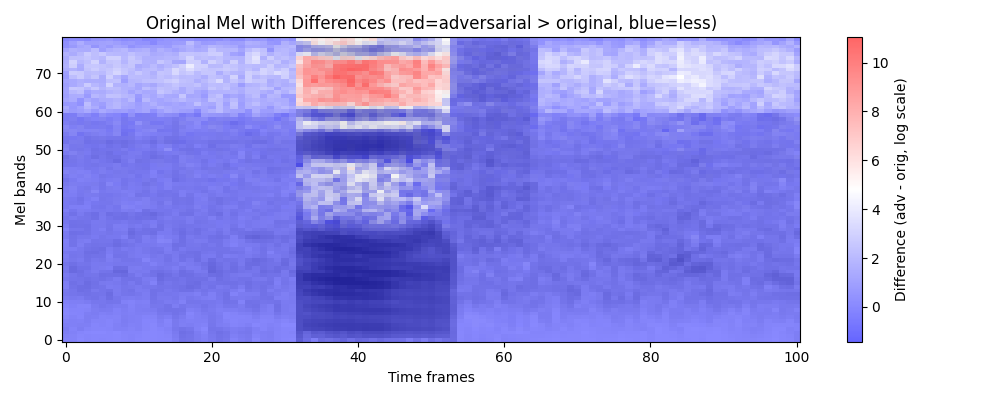 Original Mel with Differences (red=adversarial > original, blue=less)
Mel bands
70
60
50
40
30
20
10
0
0 20 40 60 80 100
Time frames
10
8
6
4
2
0
Difference (adv - orig, log scale)